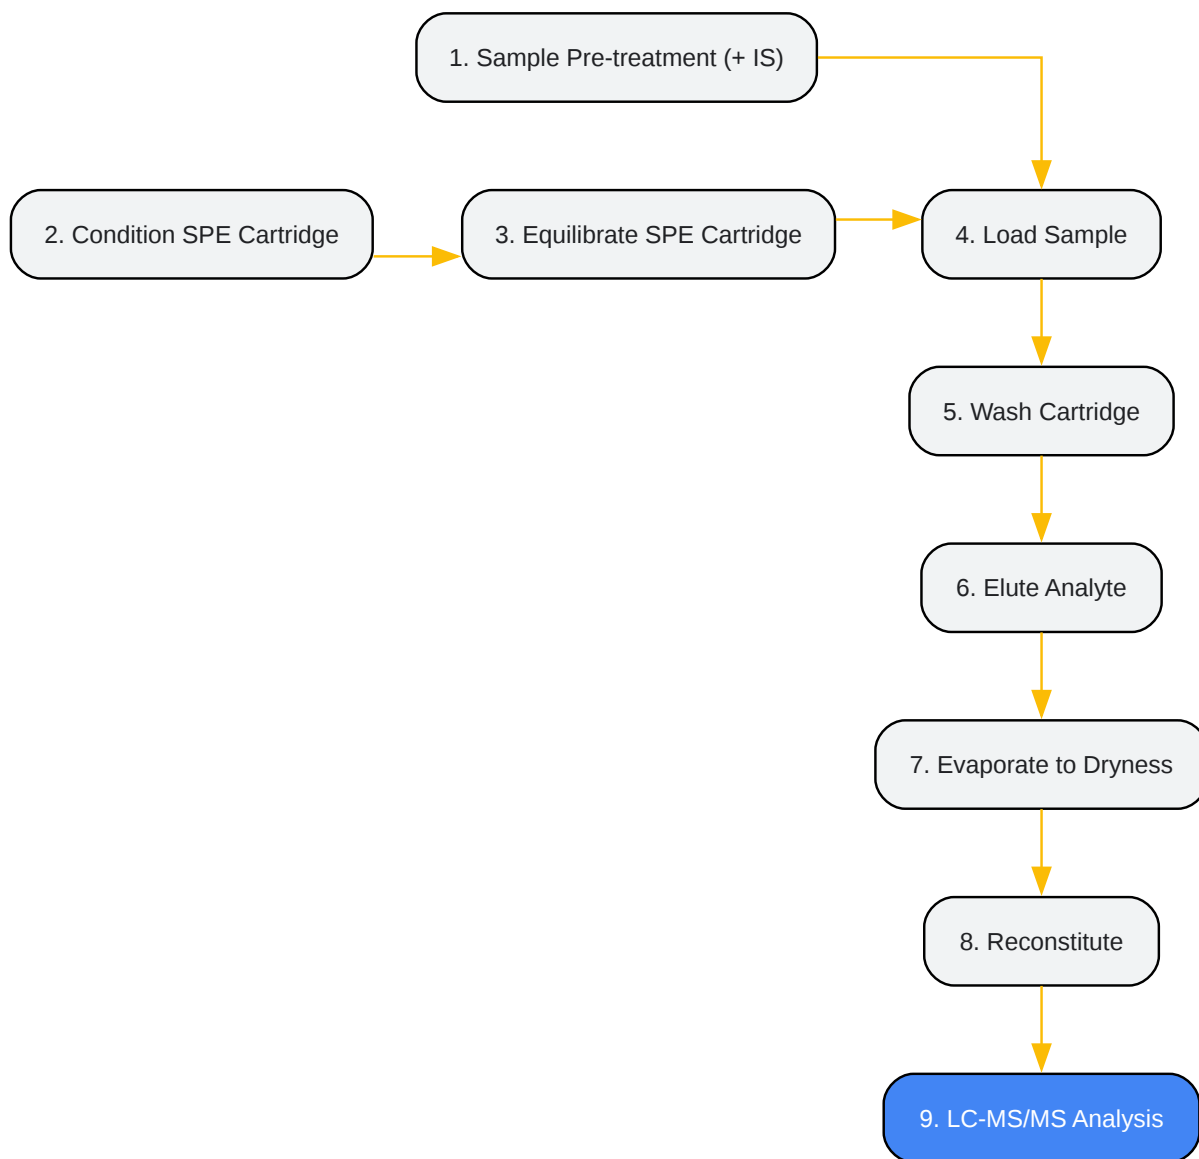 1. Sample Pre-treatment (+ IS)
2. Condition SPE Cartridge
3. Equilibrate SPE Cartridge
4. Load Sample
5. Wash Cartridge
6. Elute Analyte
7. Evaporate to Dryness
8. Reconstitute
9. LC-MS/MS Analysis